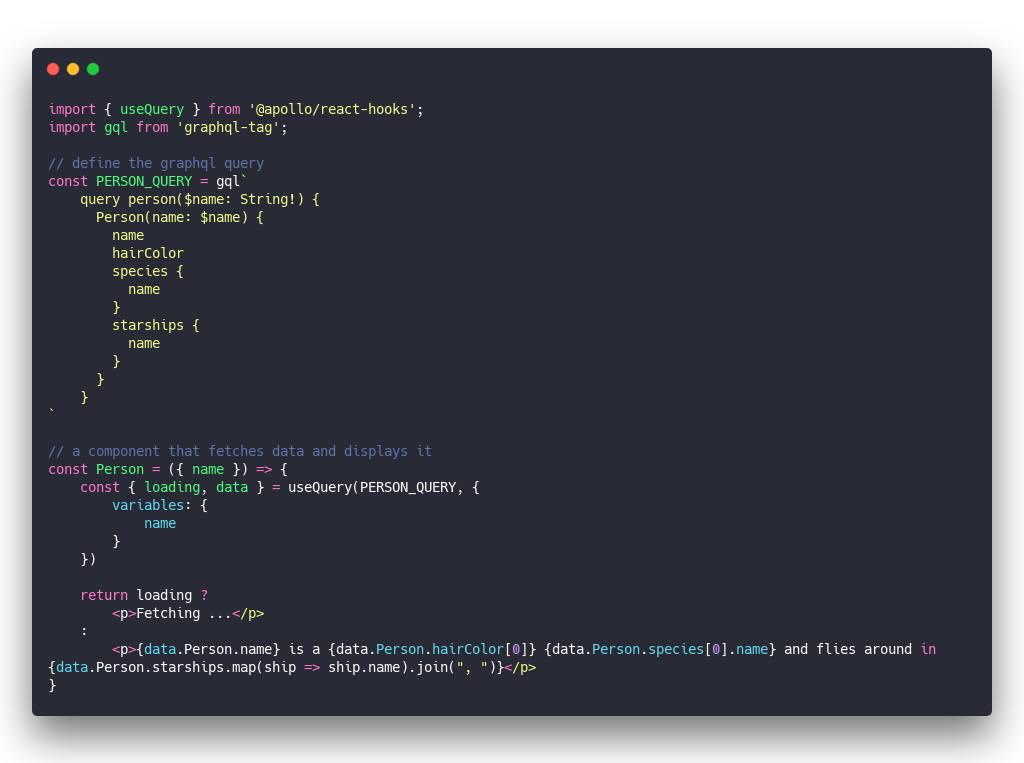 import { useQuery } from '@apollo/react-hooks';
import gql from 'graphql-tag';

// define the graphql query
const PERSON_QUERY = gql`
    query person($name: String!) {
      Person(name: $name) {
        name
        hairColor
        species {
          name
        }
        starships {
          name
        }
      }
    }
`

// a component that fetches data and displays it
const Person = ({ name }) => {
    const { loading, data } = useQuery(PERSON_QUERY, {
        variables: {
            name
        }
    })

    return loading ?
        <p>Fetching ...</p>
    :
        <p>{data.Person.name} is a {data.Person.hairColor[0]} {data.Person.species[0].name} and flies around in
{data.Person.starships.map(ship => ship.name).join(", ")}</p>
}